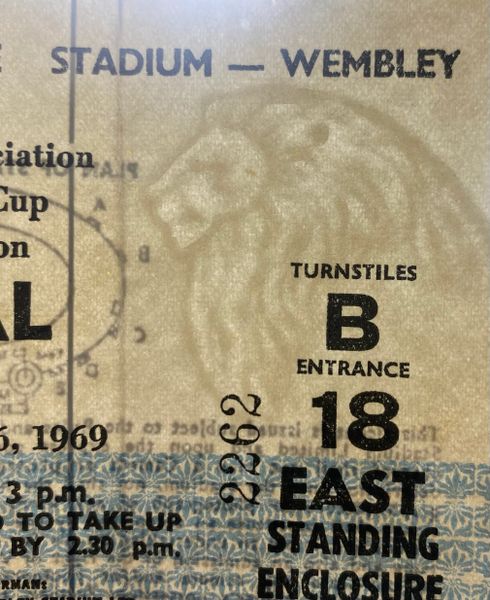 STADIUM — WEMBLEY
ciation
Cup
on
AL
6, 1969
3 p.m.
TO TAKE UP
BY 2.30 p.m.
RMAN:
TURNSTILES
B
ENTRANCE
18
2262
EAST
STANDING
ENCLOSURE